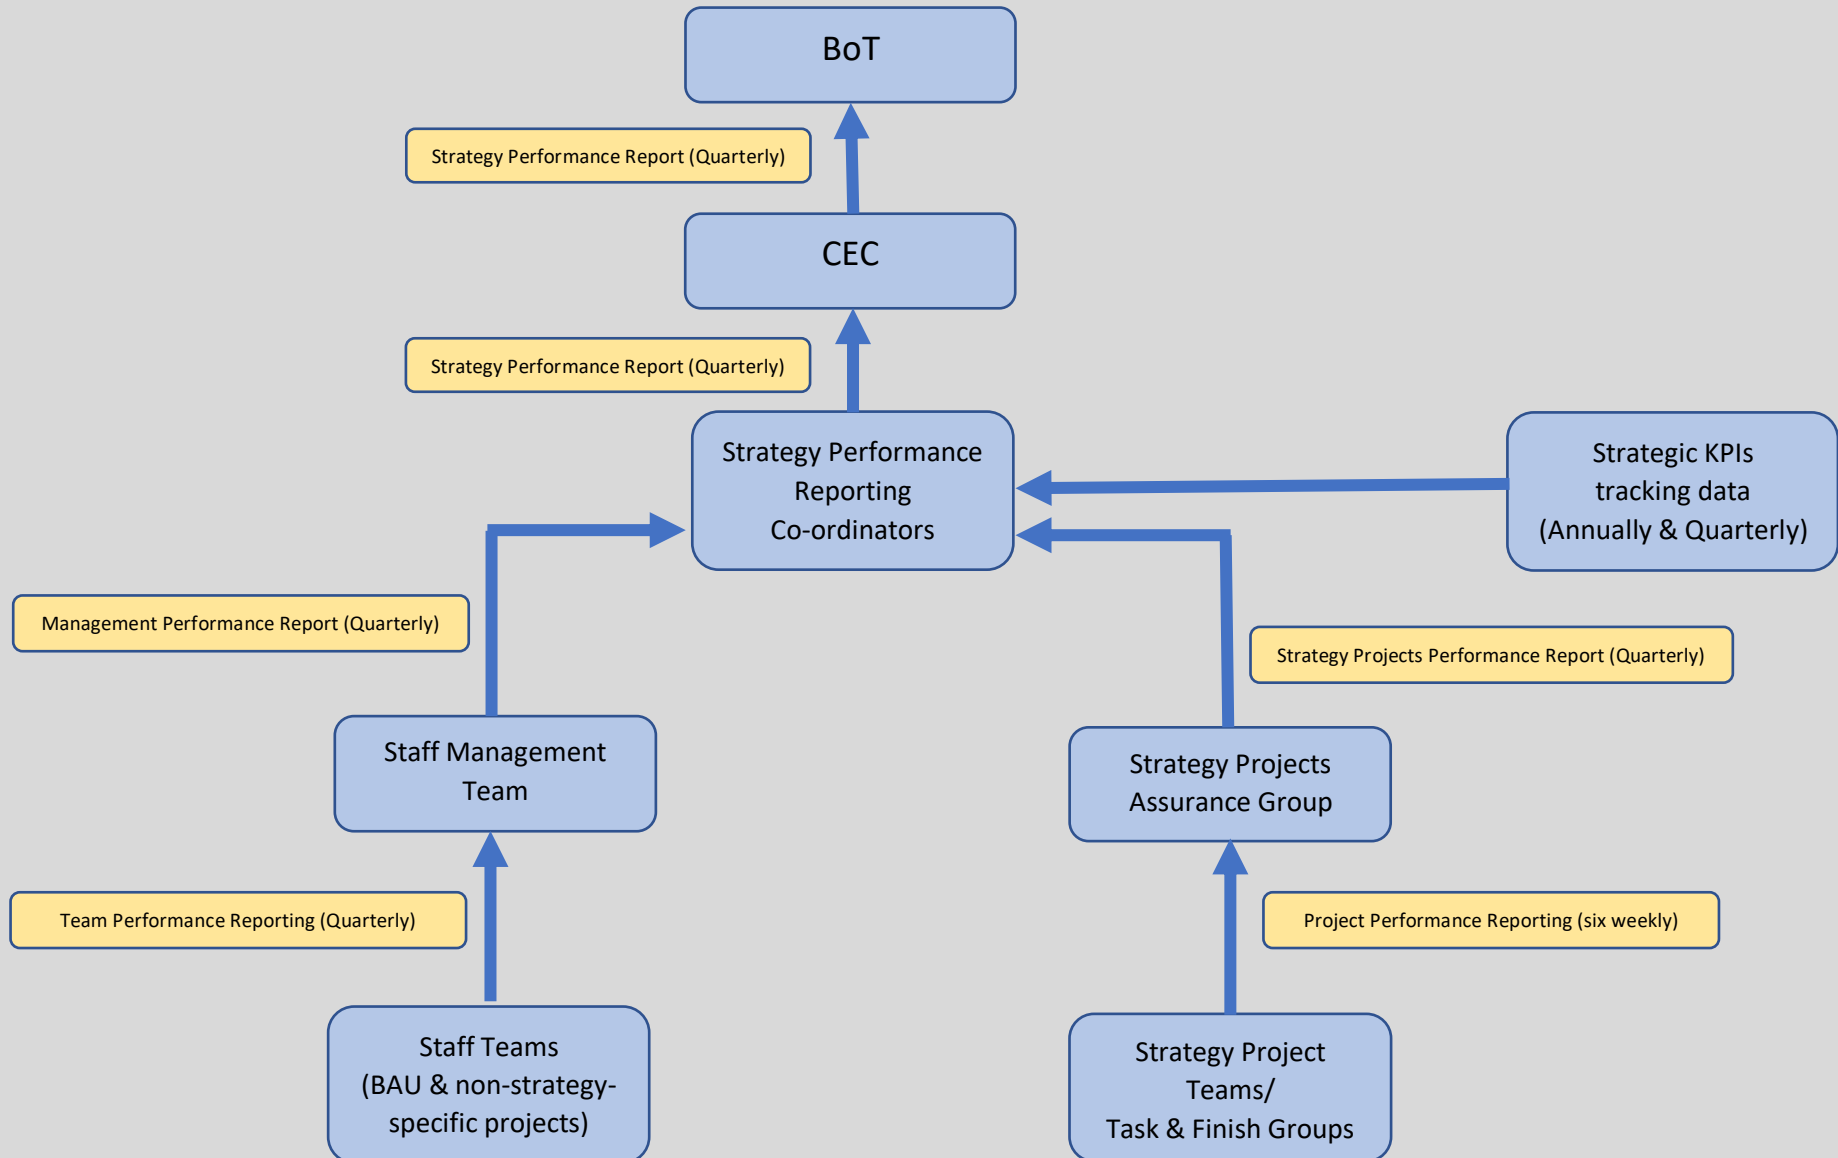 BoT
Strategy Performance Report (Quarterly)
CEC
Strategy Performance Report (Quarterly)
Strategy Performance
Reporting
Co-ordinators
Strategic KPIs
tracking data
(Annually & Quarterly)
Management Performance Report (Quarterly)
Strategy Projects Performance Report (Quarterly)
Staff Management
Team
Strategy Projects
Assurance Group
Team Performance Reporting (Quarterly)
Project Performance Reporting (six weekly)
Staff Teams
(BAU & non-strategy-
specific projects)
Strategy Project
Teams/
Task & Finish Groups